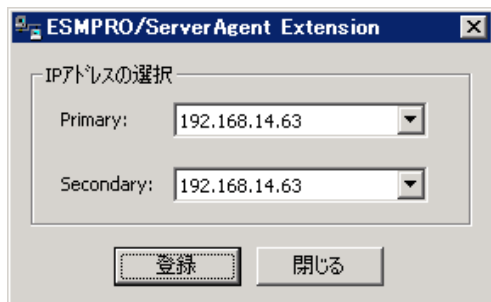 ESMPRO/ServerAgent Extension
IPｱﾄﾞﾚｽの選択
Primary: 192.168.14.63
Secondary: 192.168.14.63
登録 閉じる